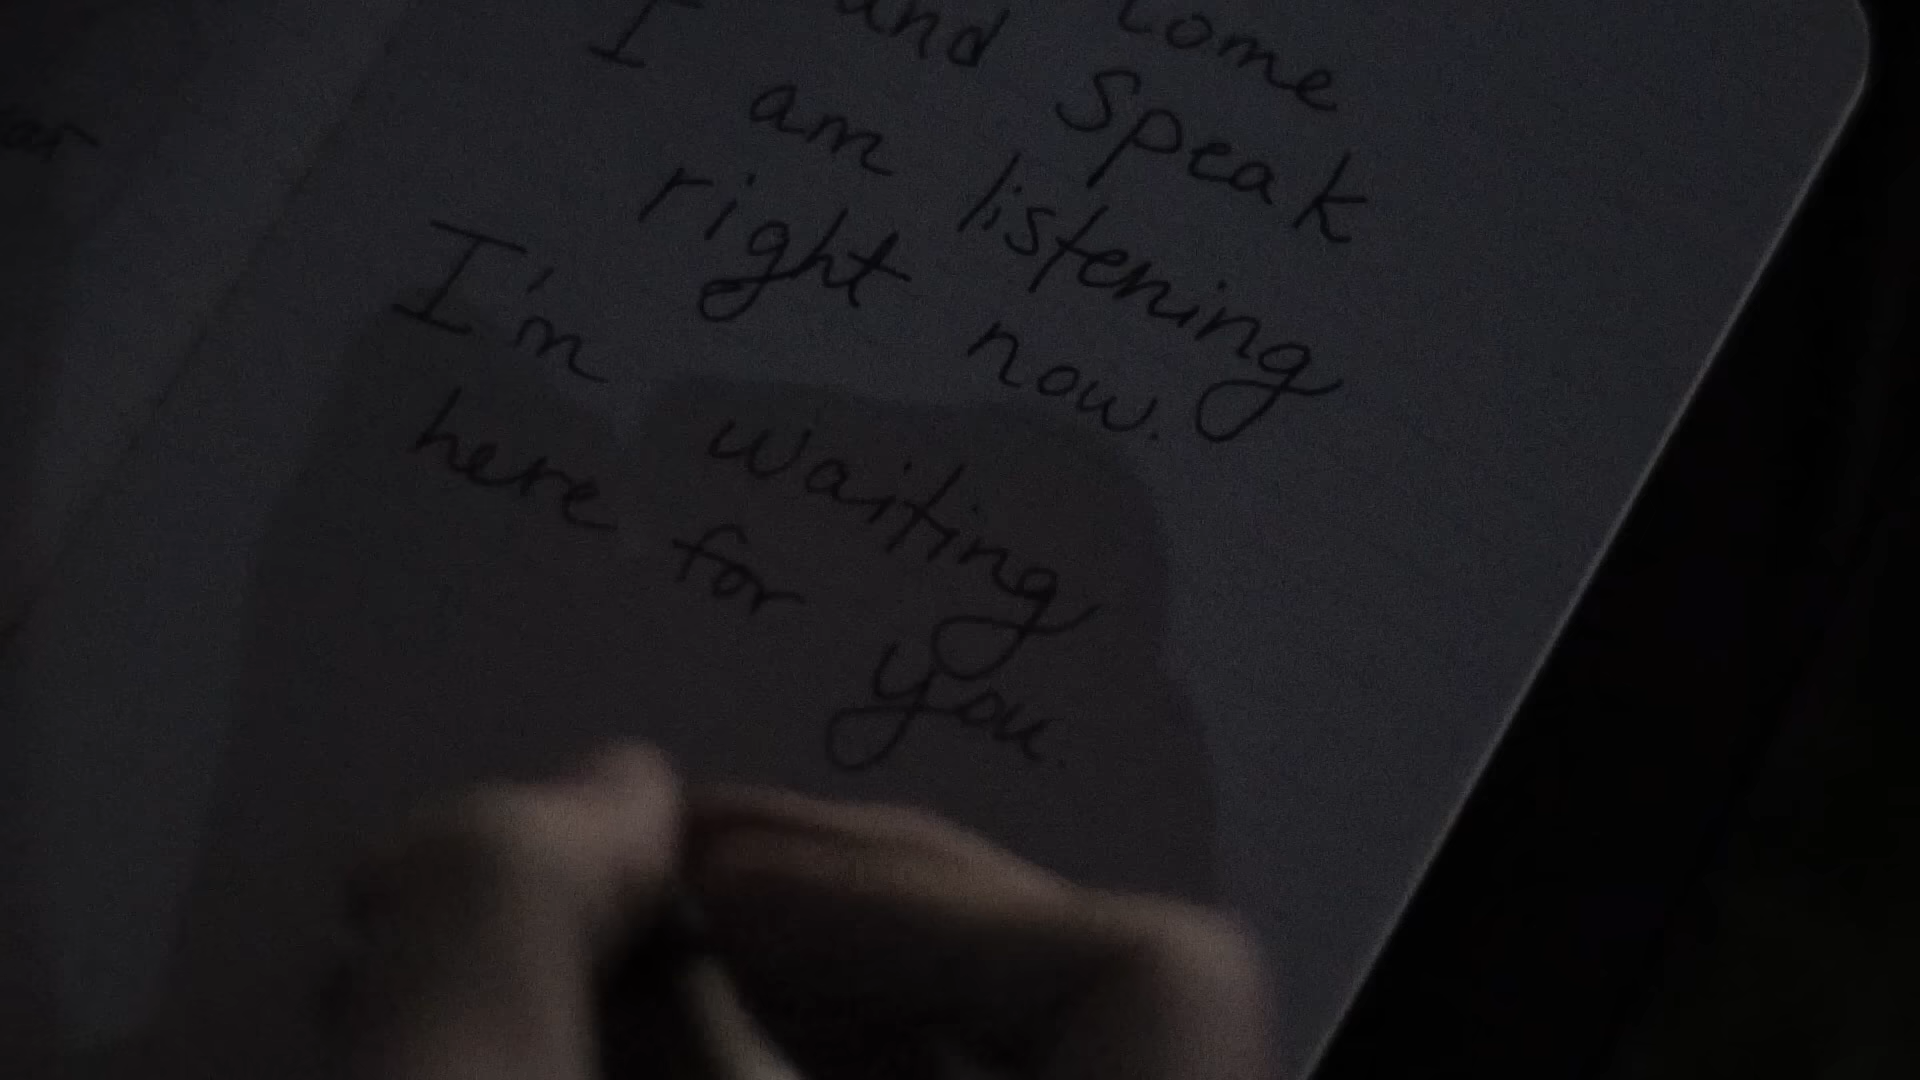 come
and speak
I am listening
right now.
I'm waiting
here for you.